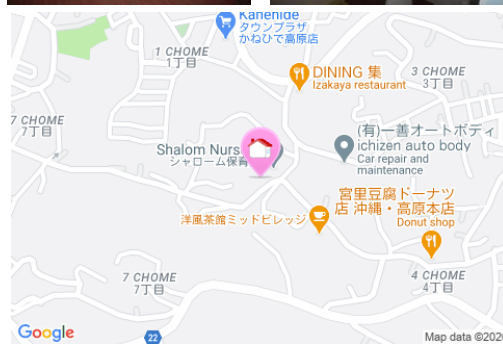 Kanehide
タウンプラザ
かねひで高原店
1 CHOME
1丁目
DINING 集
Izakaya restaurant
3 CHOME
3丁目
7 CHOME
7丁目
(有)一善オートボディ
ichizen auto body
Car repair and
maintenance
Shalom Nurs
シャローム保育
宮里豆腐ドーナツ
店 沖縄・高原本店
Donut shop
洋風茶館ミッドビレッジ
7 CHOME
7丁目
4 CHOME
4丁目
Google
22
Map data ©202